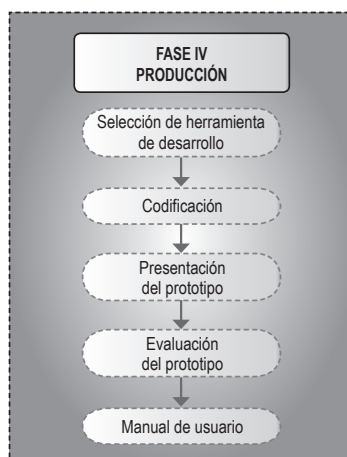 FASE IV
PRODUCCIÓN
Selección de herramienta
de desarrollo
Codificación
Presentación
del prototipo
Evaluación
del prototipo
Manual de usuario